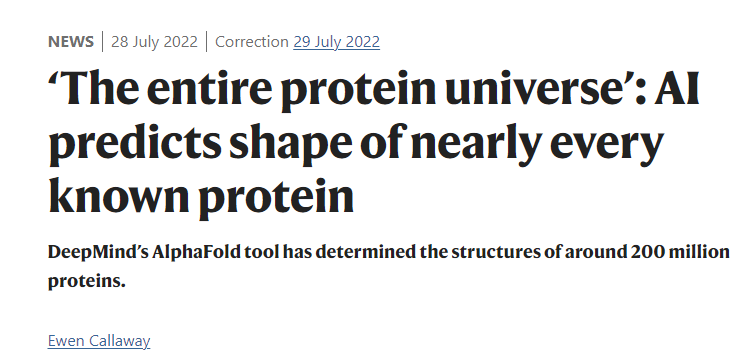 NEWS | 28 July 2022 | Correction 29 July 2022
‘The entire protein universe’: AI
predicts shape of nearly every
known protein
DeepMind’s AlphaFold tool has determined the structures of around 200 million
proteins.
Ewen Callaway